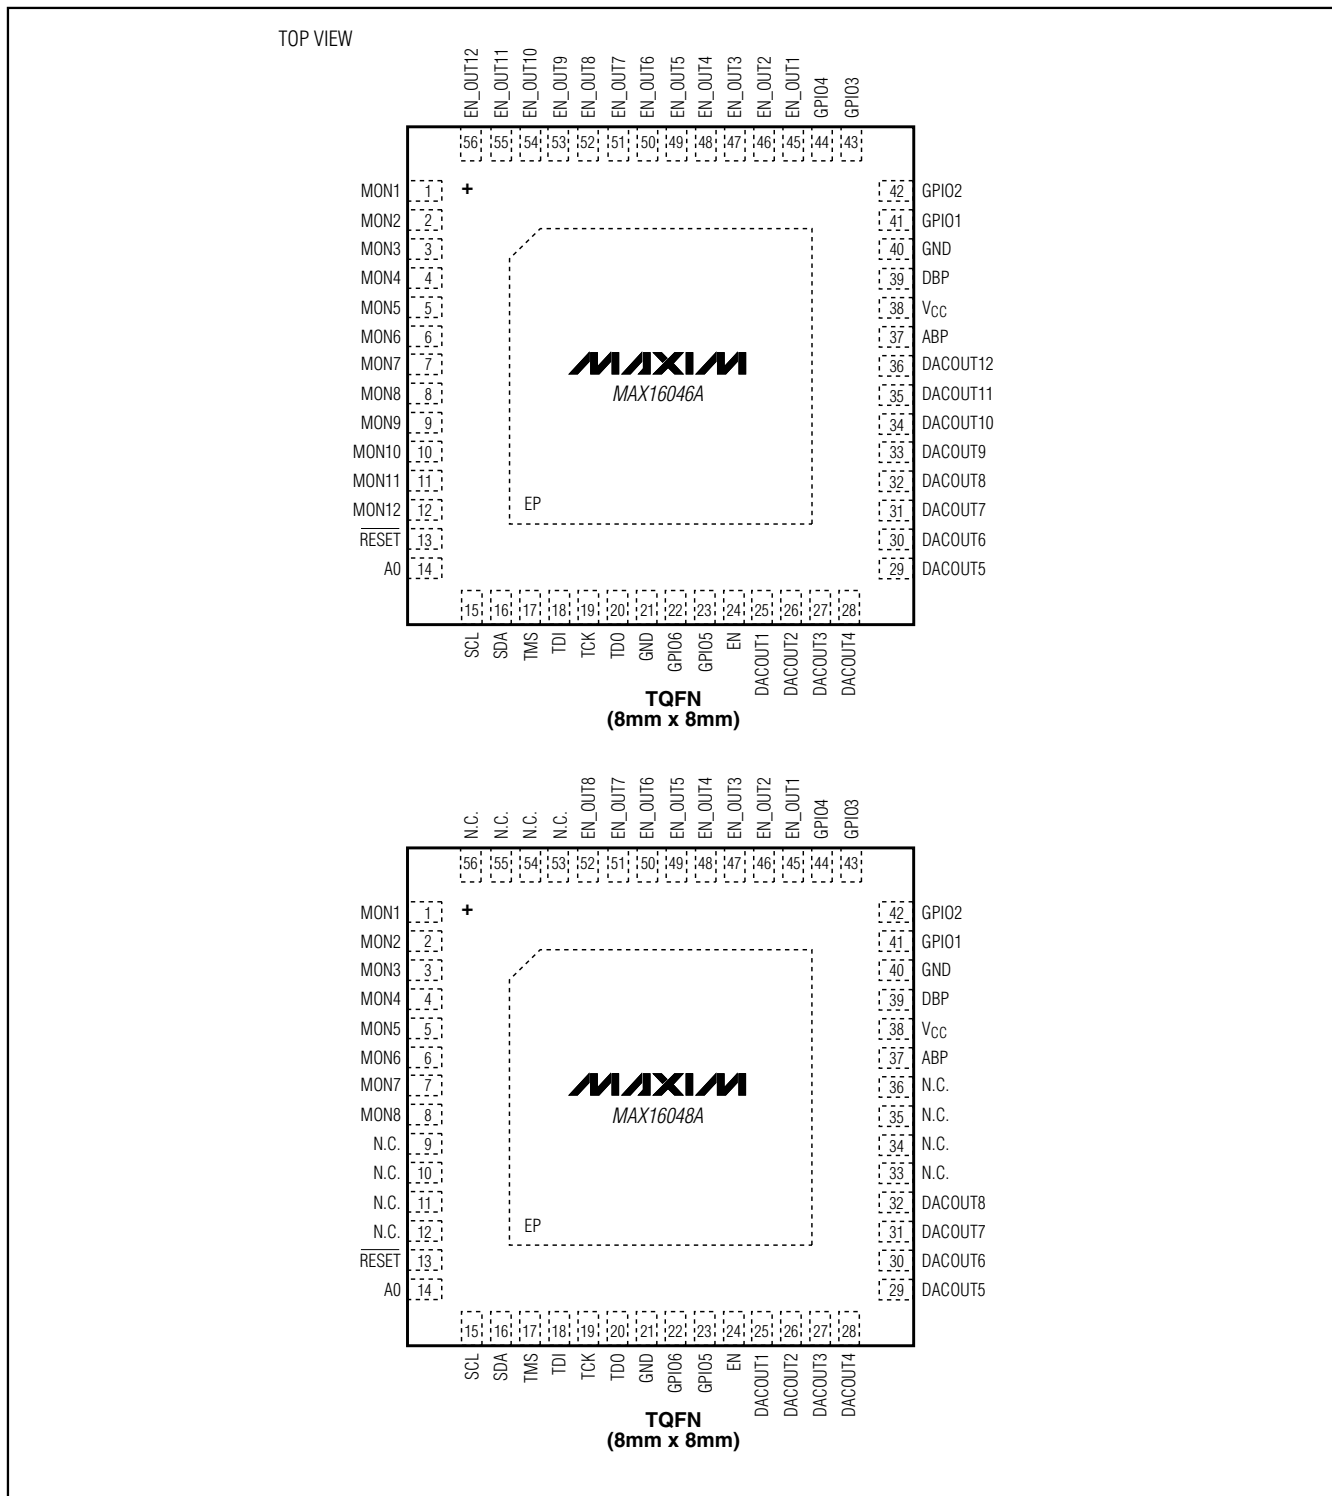 TOP VIEW
EN_OUT12
EN_OUT11
EN_OUT10
EN_OUT9
EN_OUT8
EN_OUT7
EN_OUT6
EN_OUT5
EN_OUT4
EN_OUT3
EN_OUT2
EN_OUT1
GPIO4
GPIO3
56 55 54 53 52 51 50 49 48 47 46 45 44 43
+
MON1 1
MON2 2
MON3 3
MON4 4
MON5 5
MON6 6
MON7 7
MON8 8
MON9 9
MON10 10
MON11 11
MON12 12
RESET 13
A0 14
42 GPIO2
41 GPIO1
40 GND
39 DBP
38 VCC
37 ABP
36 DACOUT12
35 DACOUT11
34 DACOUT10
33 DACOUT9
32 DACOUT8
31 DACOUT7
30 DACOUT6
29 DACOUT5
MAXIM
MAX16046A
EP
15 16 17 18 19 20 21 22 23 24 25 26 27 28
SCL
SDA
TMS
TDI
TCK
TDO
GND
GPIO6
GPIO5
EN
DACOUT1
DACOUT2
DACOUT3
DACOUT4
TQFN
(8mm x 8mm)
N.C.
N.C.
N.C.
N.C.
EN_OUT8
EN_OUT7
EN_OUT6
EN_OUT5
EN_OUT4
EN_OUT3
EN_OUT2
EN_OUT1
GPIO4
GPIO3
56 55 54 53 52 51 50 49 48 47 46 45 44 43
+
MON1 1
MON2 2
MON3 3
MON4 4
MON5 5
MON6 6
MON7 7
MON8 8
N.C. 9
N.C. 10
N.C. 11
N.C. 12
RESET 13
A0 14
42 GPIO2
41 GPIO1
40 GND
39 DBP
38 VCC
37 ABP
36 N.C.
35 N.C.
34 N.C.
33 N.C.
32 DACOUT8
31 DACOUT7
30 DACOUT6
29 DACOUT5
MAXIM
MAX16048A
EP
15 16 17 18 19 20 21 22 23 24 25 26 27 28
SCL
SDA
TMS
TDI
TCK
TDO
GND
GPIO6
GPIO5
EN
DACOUT1
DACOUT2
DACOUT3
DACOUT4
TQFN
(8mm x 8mm)